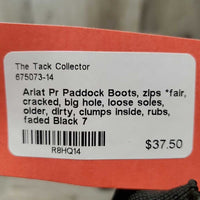 The Tack Collector
675073-14
Ariat Pr Paddock Boots, zips *fair,
cracked, big hole, loose soles,
older, dirty, clumps inside, rubs,
faded Black 7
R8HQ14
$37.50